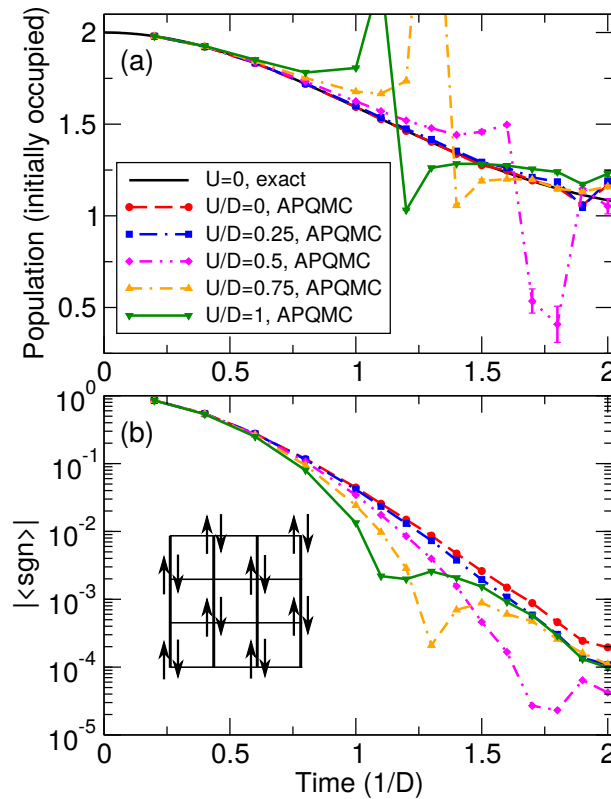 (a)
2
1.5
1
0.5
Population (initially occupied)
U=0, exact
U/D=0, APQMC
U/D=0.25, APQMC
U/D=0.5, APQMC
U/D=0.75, APQMC
U/D=1, APQMC
0 0.5 1 1.5 2
(b)
10^0
10^-1
10^-2
10^-3
10^-4
10^-5
|<sgn>|
0 0.5 1 1.5 2
Time (1/D)